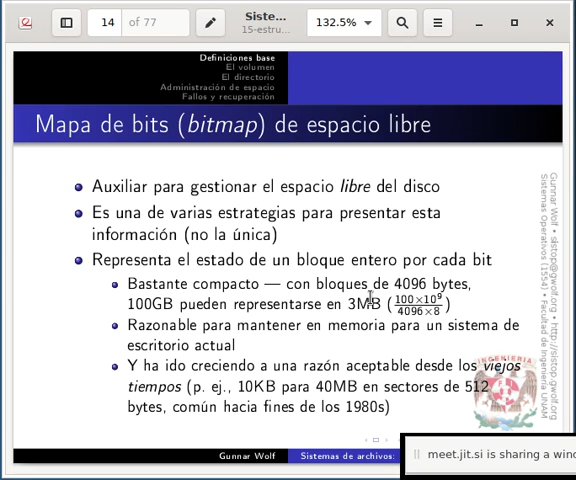 14
of 77
Siste...
15-estru...
132.5%
Definiciones base
El volumen
El directorio
Administración de espacio
Fallos y recuperación
Mapa de bits (bitmap) de espacio libre
Auxiliar para gestionar el espacio libre del disco
Es una de varias estrategias para presentar esta
información (no la única)
Representa el estado de un bloque entero por cada bit
Bastante compacto — con bloques de 4096 bytes,
100GB pueden representarse en 3MB (100×10⁹/4096×8)
Razonable para mantener en memoria para un sistema de
escritorio actual
Y ha ido creciendo a una razón aceptable desde los viejos
tiempos (p. ej., 10KB para 40MB en sectores de 512
bytes, común hacia fines de los 1980s)
Gunnar Wolf • sistop@gwolf.org • http://sistop.gwolf.org
Sistemas Operativos (1554) • Facultad de Ingeniería UNAM
INGENIERIA
Gunnar Wolf
Sistemas de archivos:
meet.jit.si is sharing a wind